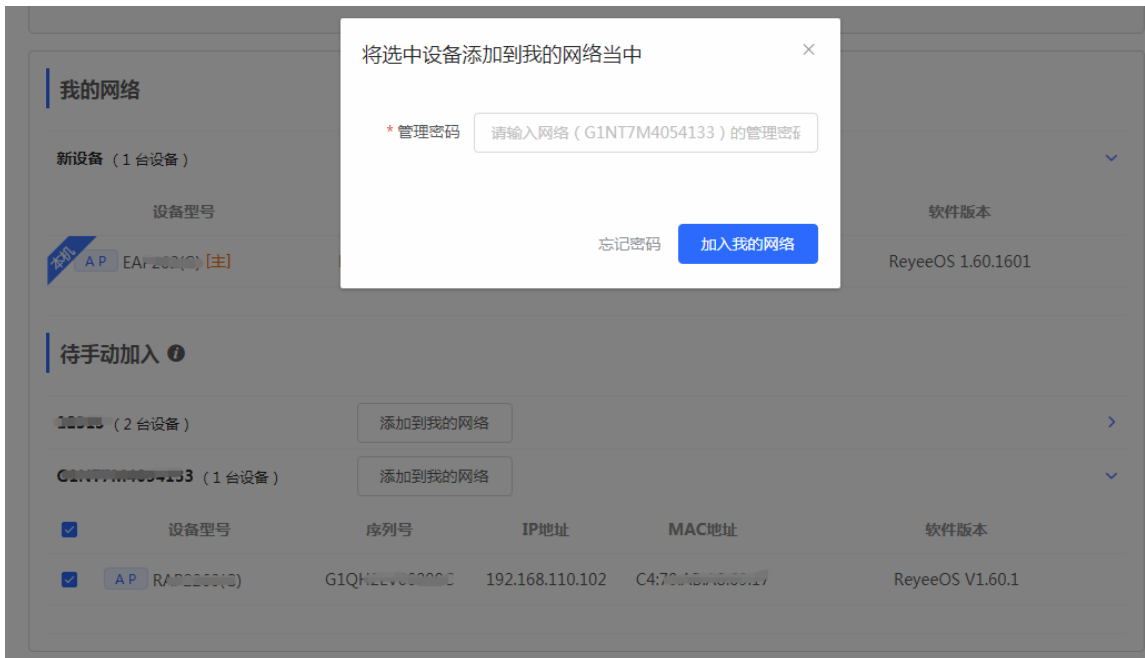 将选中设备添加到我的网络当中
* 管理密码 请输入网络（G1NT7M4054133）的管理密码
忘记密码 加入我的网络
我的网络
新设备（1 台设备）
设备型号 软件版本
本机 AP [主] ReyeeOS 1.60.1601
待手动加入
（2 台设备） 添加到我的网络
（1 台设备） 添加到我的网络
设备型号 序列号 IP地址 MAC地址 软件版本
AP 192.168.110.102 ReyeeOS V1.60.1